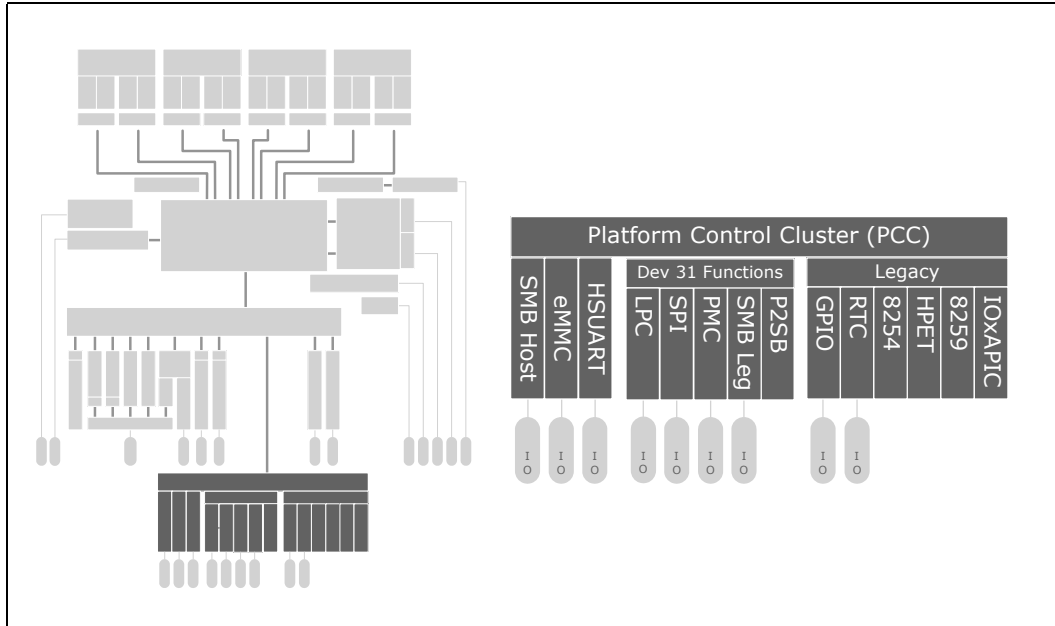 Platform Control Cluster (PCC)
SMB Host
eMMC
HSUART
Dev 31 Functions
LPC
SPI
PMC
SMB Leg
P2SB
Legacy
GPIO
RTC
8254
HPET
8259
IOxAPIC
IO
IO
IO
IO
IO
IO
IO
IO
IO